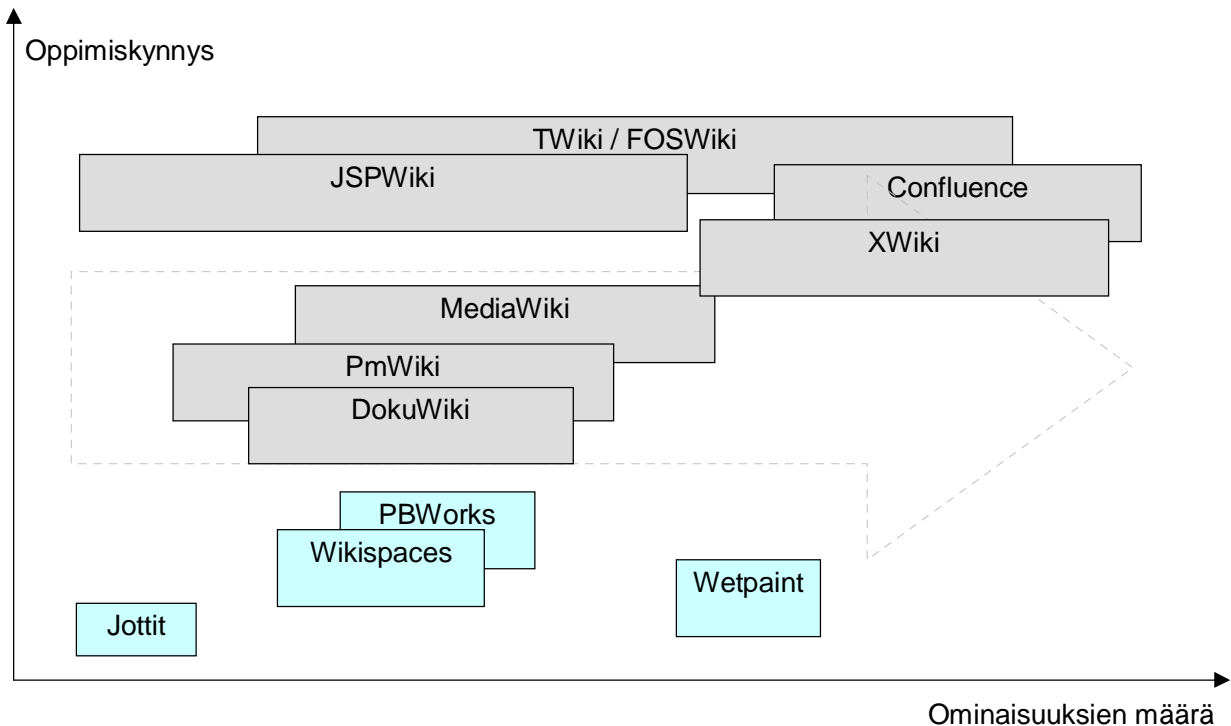 Oppimiskynnys
TWiki / FOSWiki
JSPWiki
Confluence
XWiki
MediaWiki
PmWiki
DokuWiki
PBWorks
Wikispaces
Wetpaint
Jottit
Ominaisuuksien määrä